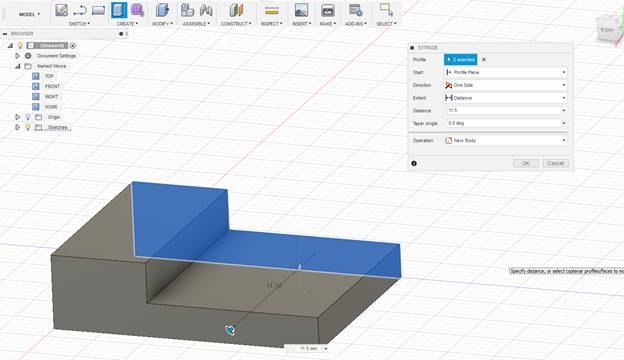 MODEL
SKETCH
CREATE
MODIFY
ASSEMBLE
CONSTRUCT
INSPECT
INSERT
MAKE
ADD-INS
SELECT
BROWSER
(Unsaved)
Document Settings
Named Views
TOP
FRONT
RIGHT
HOME
Origin
Sketches
EXTRUDE
Profile 2 selected
Start Profile Plane
Direction One Side
Extent Distance
Distance 11.5
Taper Angle 0.0 deg
Operation New Body
OK Cancel
RIGHT
Specify distance, or select coplanar profiles/faces to mo
11.50
11.5 mm